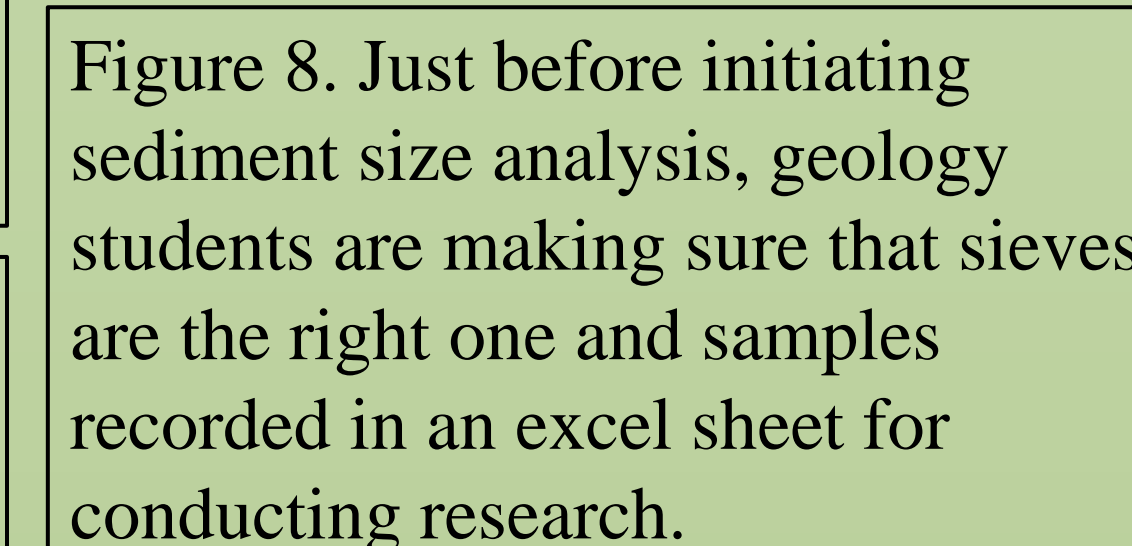 Figure 8. Just before initiating
sediment size analysis, geology
students are making sure that sieves
are the right one and samples
recorded in an excel sheet for
conducting research.